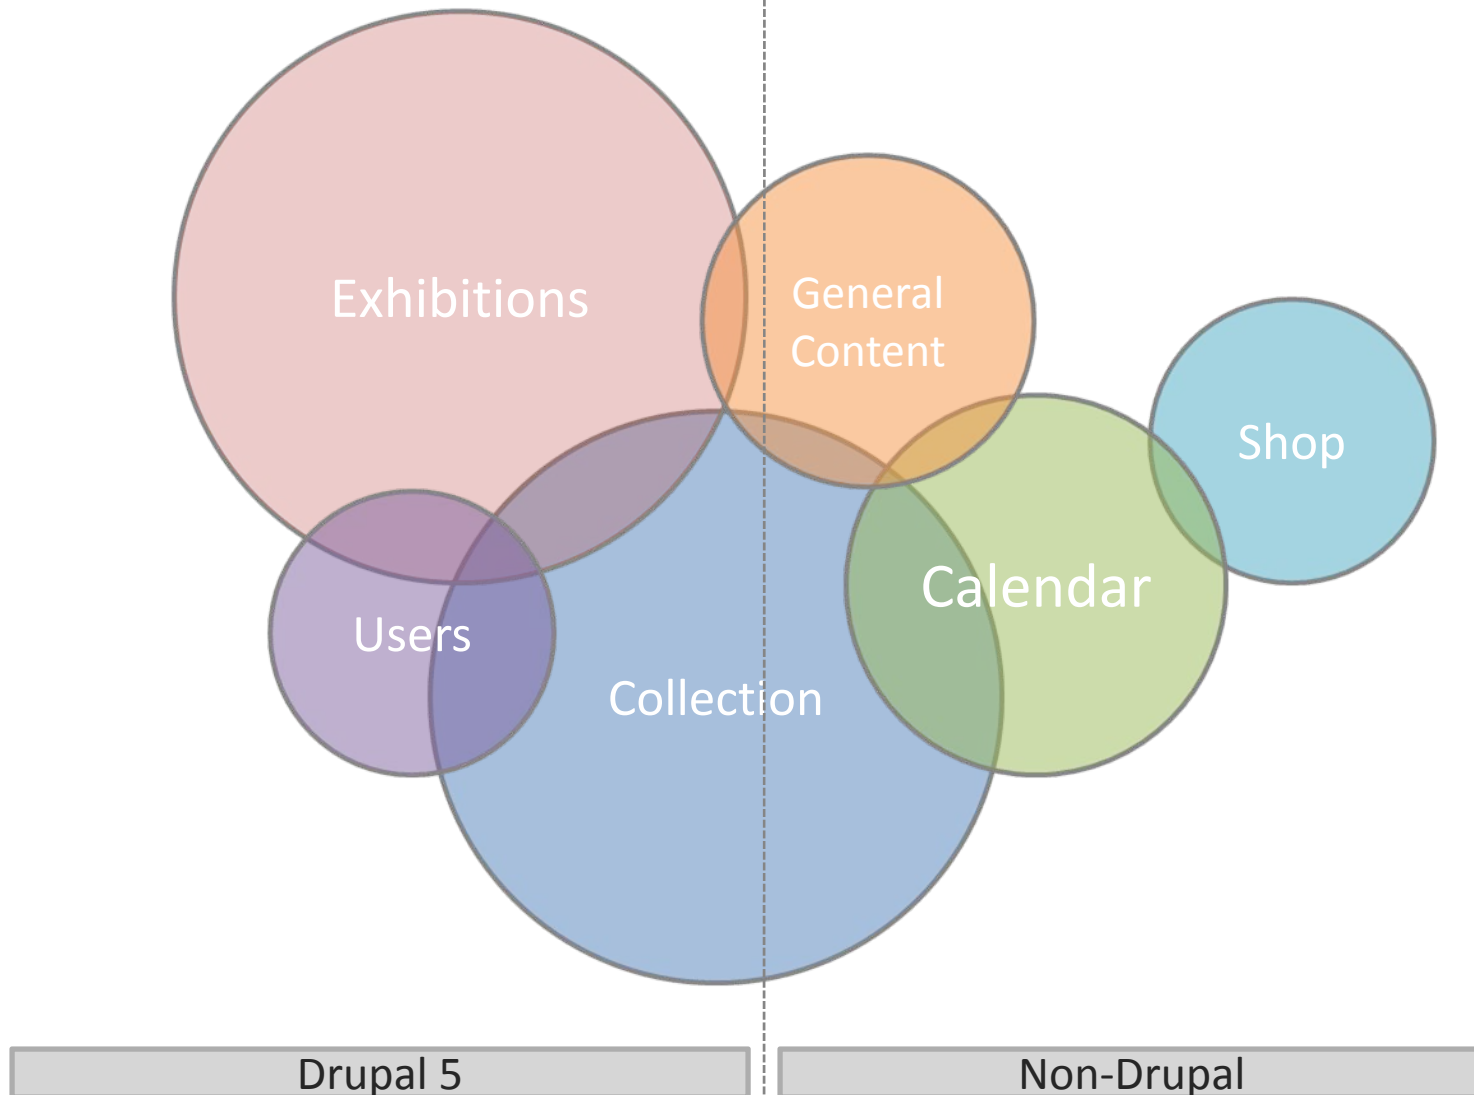 Exhibitions
General
Content
Shop
Calendar
Users
Collection
Drupal 5
Non-Drupal